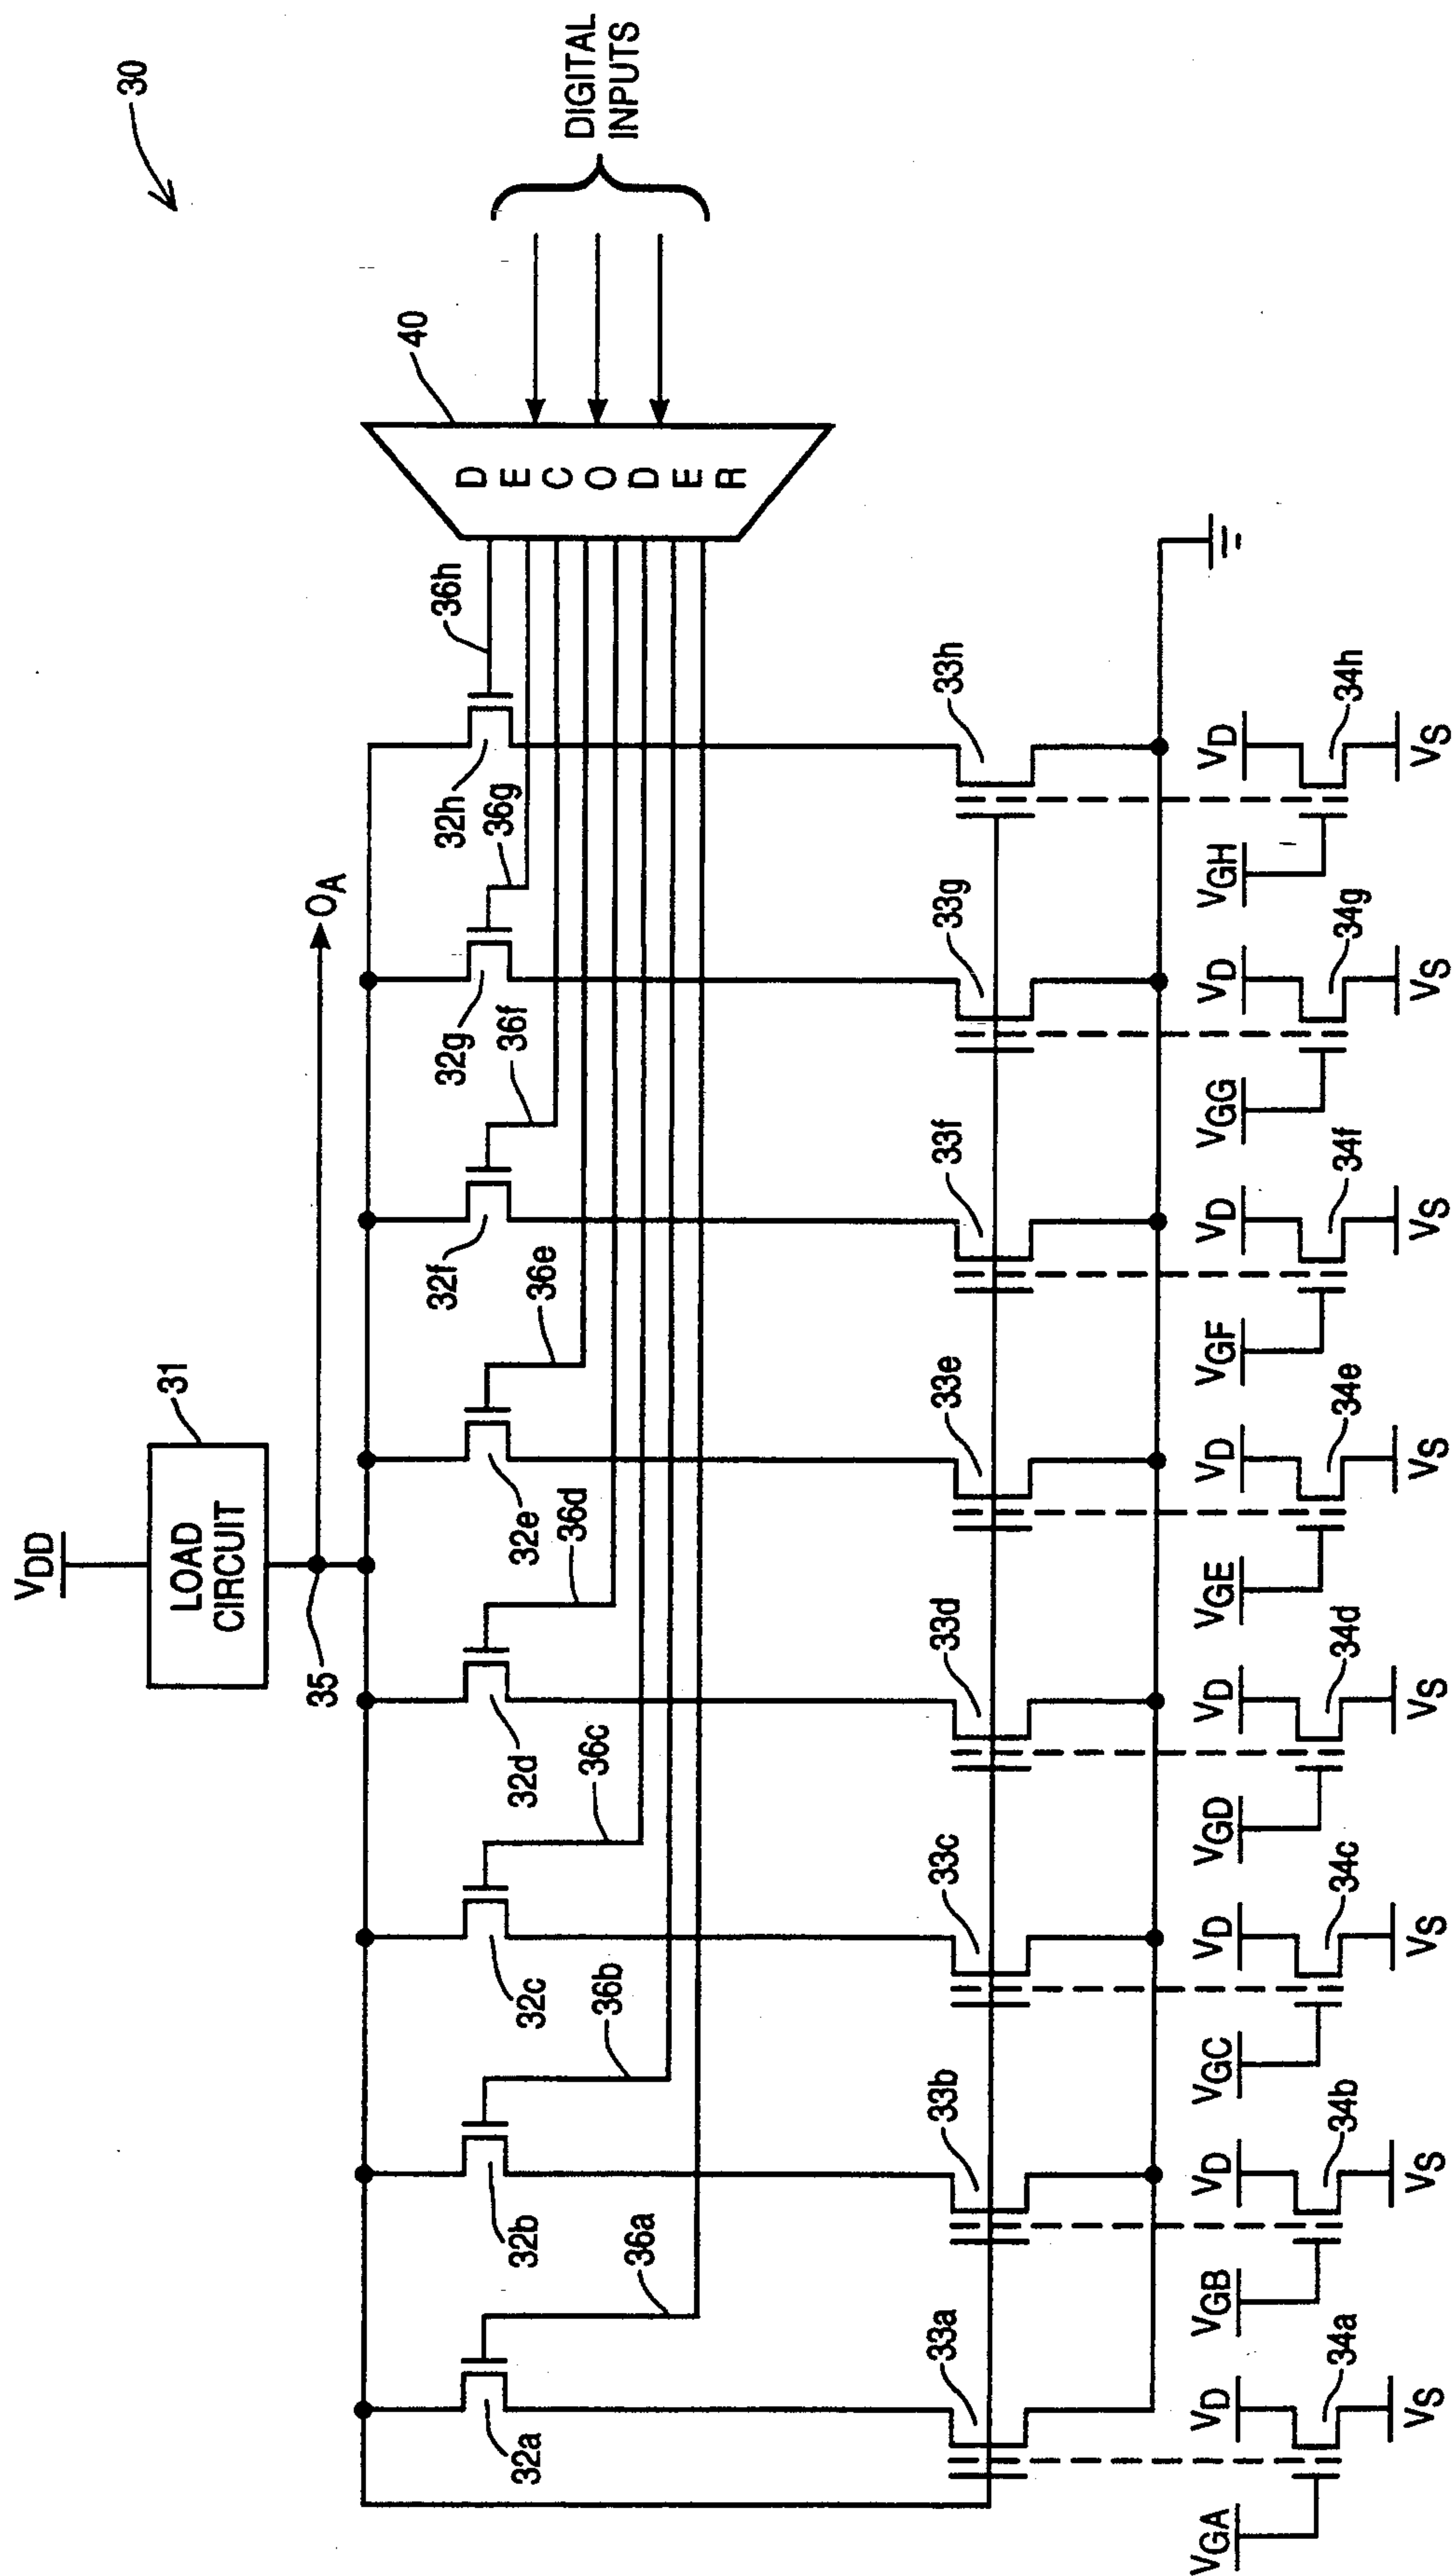 30
VDD
LOAD
CIRCUIT
31
35
OA
DIGITAL
INPUTS
40
DECODER
32a
32b
32c
32d
32e
32f
32g
32h
36a
36b
36c
36d
36e
36f
36g
36h
33a
33b
33c
33d
33e
33f
33g
33h
VGA
VD
34a
VS
VGB
VD
34b
VS
VGC
VD
34c
VS
VGD
VD
34d
VS
VGE
VD
34e
VS
VGF
VD
34f
VS
VGG
VD
34g
VS
VGH
VD
34h
VS